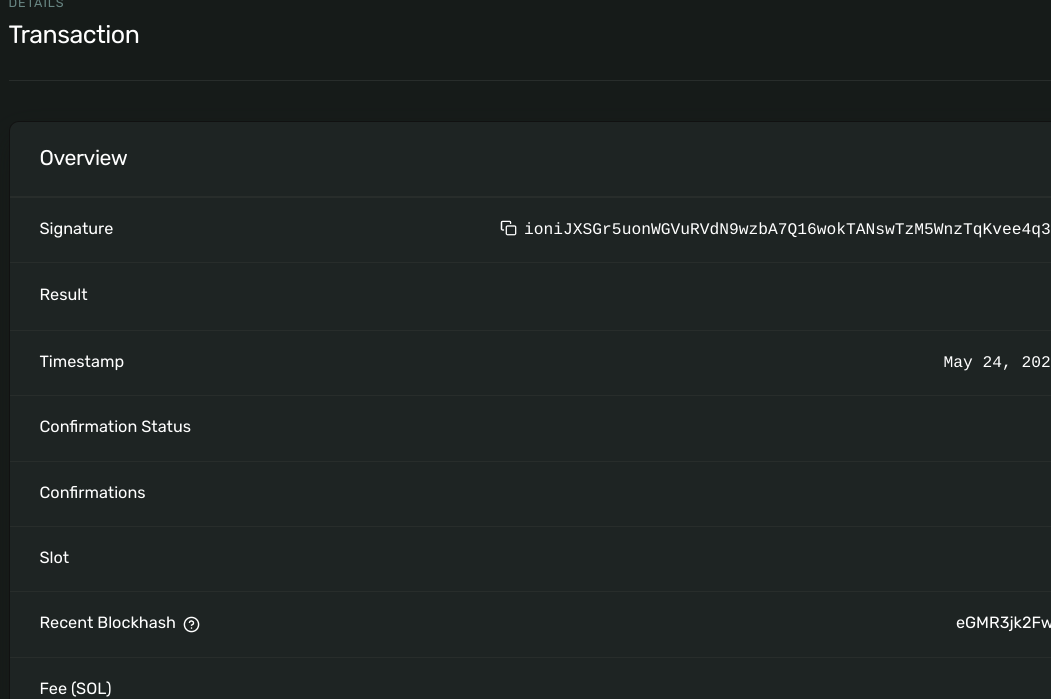 DETAILS
Transaction
Overview
Signature ioniJXSGr5uonWGVuRVdN9wzbA7Q16wokTANswTzM5WnzTqKvee4q3
Result
Timestamp May 24, 202
Confirmation Status
Confirmations
Slot
Recent Blockhash eGMR3jk2Fw
Fee (SOL)